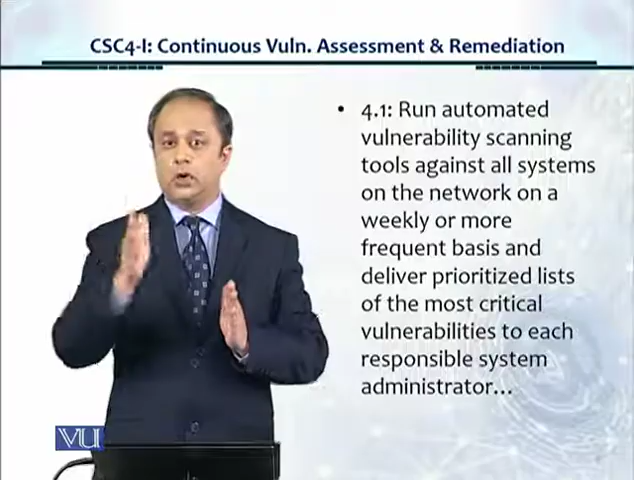 CSC4-I: Continuous Vuln. Assessment & Remediation
• 4.1: Run automated
vulnerability scanning
tools against all systems
on the network on a
weekly or more
frequent basis and
deliver prioritized lists
of the most critical
vulnerabilities to each
responsible system
administrator...
VU